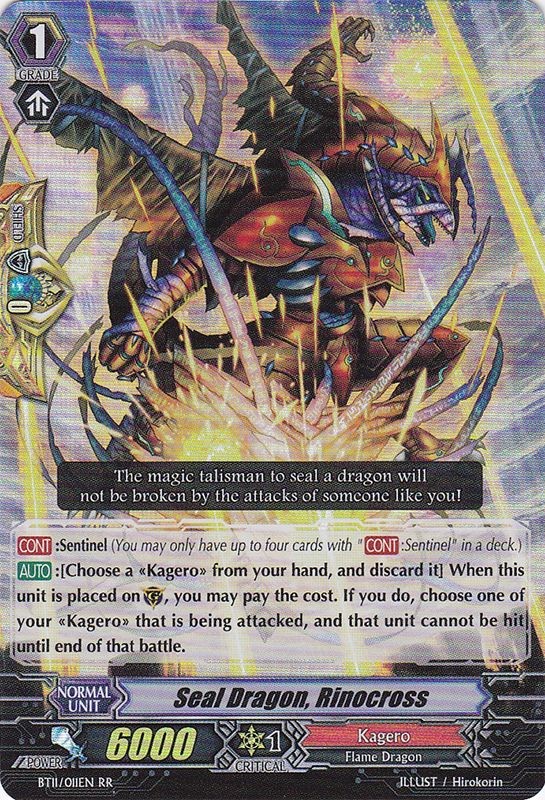 1
GRADE
SHIELD
0
The magic talisman to seal a dragon will
not be broken by the attacks of someone like you!
CONT :Sentinel (You may only have up to four cards with "CONT:Sentinel" in a deck.)
AUTO :[Choose a «Kagero» from your hand, and discard it] When this
unit is placed on , you may pay the cost. If you do, choose one of
your «Kagero» that is being attacked, and that unit cannot be hit
until end of that battle.
NORMAL
UNIT
Seal Dragon, Rinocross
POWER
6000
1
CRITICAL
Kagero
Flame Dragon
BT11/011EN RR
ILLUST / Hirokorin